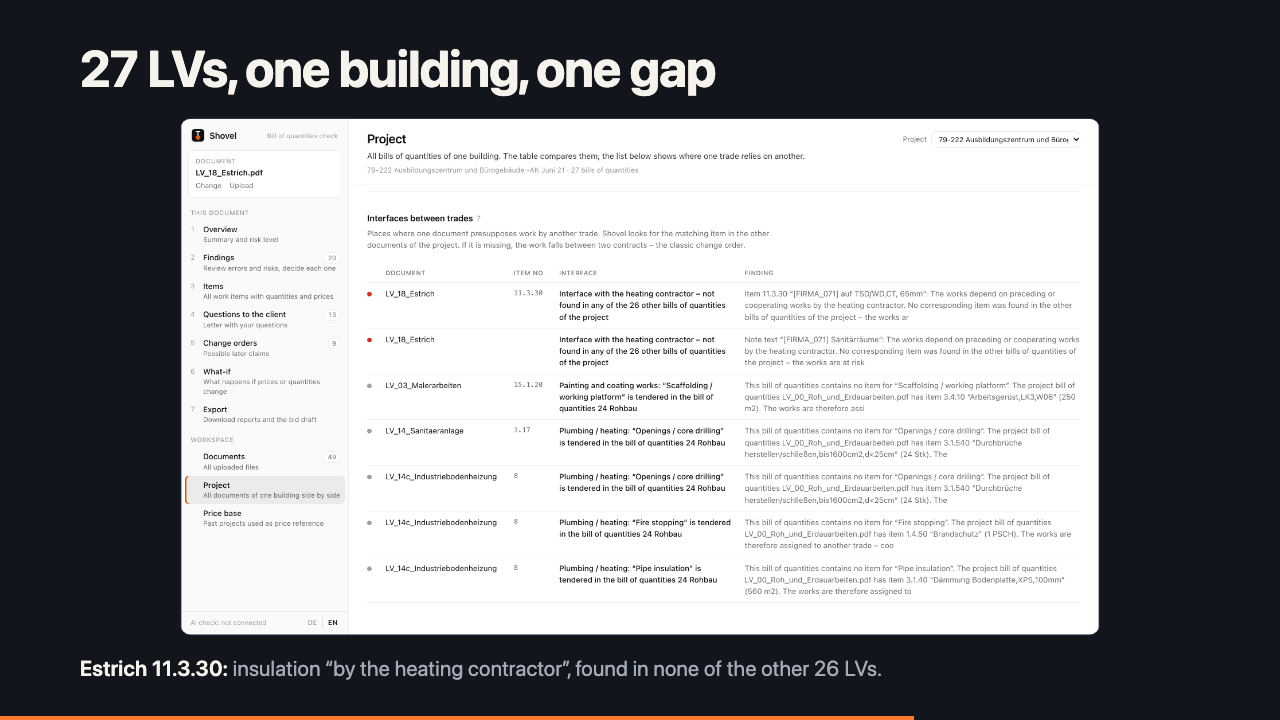 27 LVs, one building, one gap
Shovel
Bill of quantities check
DOCUMENT
LV_18_Estrich.pdf
Change Upload
THIS DOCUMENT
1 Overview
Summary and risk level
2 Findings 20
Review errors and risks, decide each one
3 Items
All work items with quantities and prices
4 Questions to the client 13
Letter with your questions
5 Change orders 9
Possible later claims
6 What-if
What happens if prices or quantities
change
7 Export
Download reports and the bid draft
WORKSPACE
Documents 49
All uploaded files
Project
All documents of one building side by side
Price base
Past projects used as price reference
AI check: not connected DE EN
Project
Project 79-222 Ausbildungszentrum und Büroç
All bills of quantities of one building. The table compares them; the list below shows where one trade relies on another.
79-222 Ausbildungszentrum und Bürogebäude -AK Juni 21 · 27 bills of quantities
Interfaces between trades 7
Places where one document presupposes work by another trade. Shovel looks for the matching item in the other
documents of the project. If it is missing, the work falls between two contracts – the classic change order.
DOCUMENT ITEM NO. INTERFACE FINDING
LV_18_Estrich 11.3.30
Interface with the heating contractor – not
found in any of the 26 other bills of quantities
of the project
Item 11.3.30 “[FIRMA_071] auf TSD/WD,CT, 65mm”: The works depend on preceding or
cooperating works by the heating contractor. No corresponding item was found in the other
bills of quantities of the project – the works ar
LV_18_Estrich
Interface with the heating contractor – not
found in any of the 26 other bills of quantities
of the project
Note text “[FIRMA_071] Sanitärräume”: The works depend on preceding or cooperating works
by the heating contractor. No corresponding item was found in the other bills of quantities of
the project – the works are at risk
LV_03_Malerarbeiten 15.1.20
Painting and coating works: “Scaffolding /
working platform” is tendered in the bill of
quantities 24 Rohbau
This bill of quantities contains no item for “Scaffolding / working platform”. The project bill of
quantities LV_00_Roh_und_Erdauarbeiten.pdf has item 3.4.10 “Arbeitsgerüst,LK3,W06” (250
m2). The works are therefore assi
LV_14_Sanitaeranlage 1.17
Plumbing / heating: “Openings / core drilling”
is tendered in the bill of quantities 24 Rohbau
This bill of quantities contains no item for “Openings / core drilling”. The project bill of
quantities LV_00_Roh_und_Erdauarbeiten.pdf has item 3.1.540 “Durchbrüche
herstellen/schließen,bis1600cm2,d<25cm” (24 Stk). The
LV_14c_Industriebodenheizung 8
Plumbing / heating: “Openings / core drilling”
is tendered in the bill of quantities 24 Rohbau
This bill of quantities contains no item for “Openings / core drilling”. The project bill of
quantities LV_00_Roh_und_Erdauarbeiten.pdf has item 3.1.540 “Durchbrüche
herstellen/schließen,bis1600cm2,d<25cm” (24 Stk). The
LV_14c_Industriebodenheizung 8
Plumbing / heating: “Fire stopping” is tendered
in the bill of quantities 24 Rohbau
This bill of quantities contains no item for “Fire stopping”. The project bill of quantities
LV_00_Roh_und_Erdauarbeiten.pdf has item 1.4.50 “Brandschutz” (1 PSCH). The works are
therefore assigned to another trade – coo
LV_14c_Industriebodenheizung 8
Plumbing / heating: “Pipe insulation” is
tendered in the bill of quantities 24 Rohbau
This bill of quantities contains no item for “Pipe insulation”. The project bill of quantities
LV_00_Roh_und_Erdauarbeiten.pdf has item 3.1.40 “Dämmung Bodenplatte,XPS,100mm”
(560 m2). The works are therefore assigned to
Estrich 11.3.30: insulation “by the heating contractor”, found in none of the other 26 LVs.